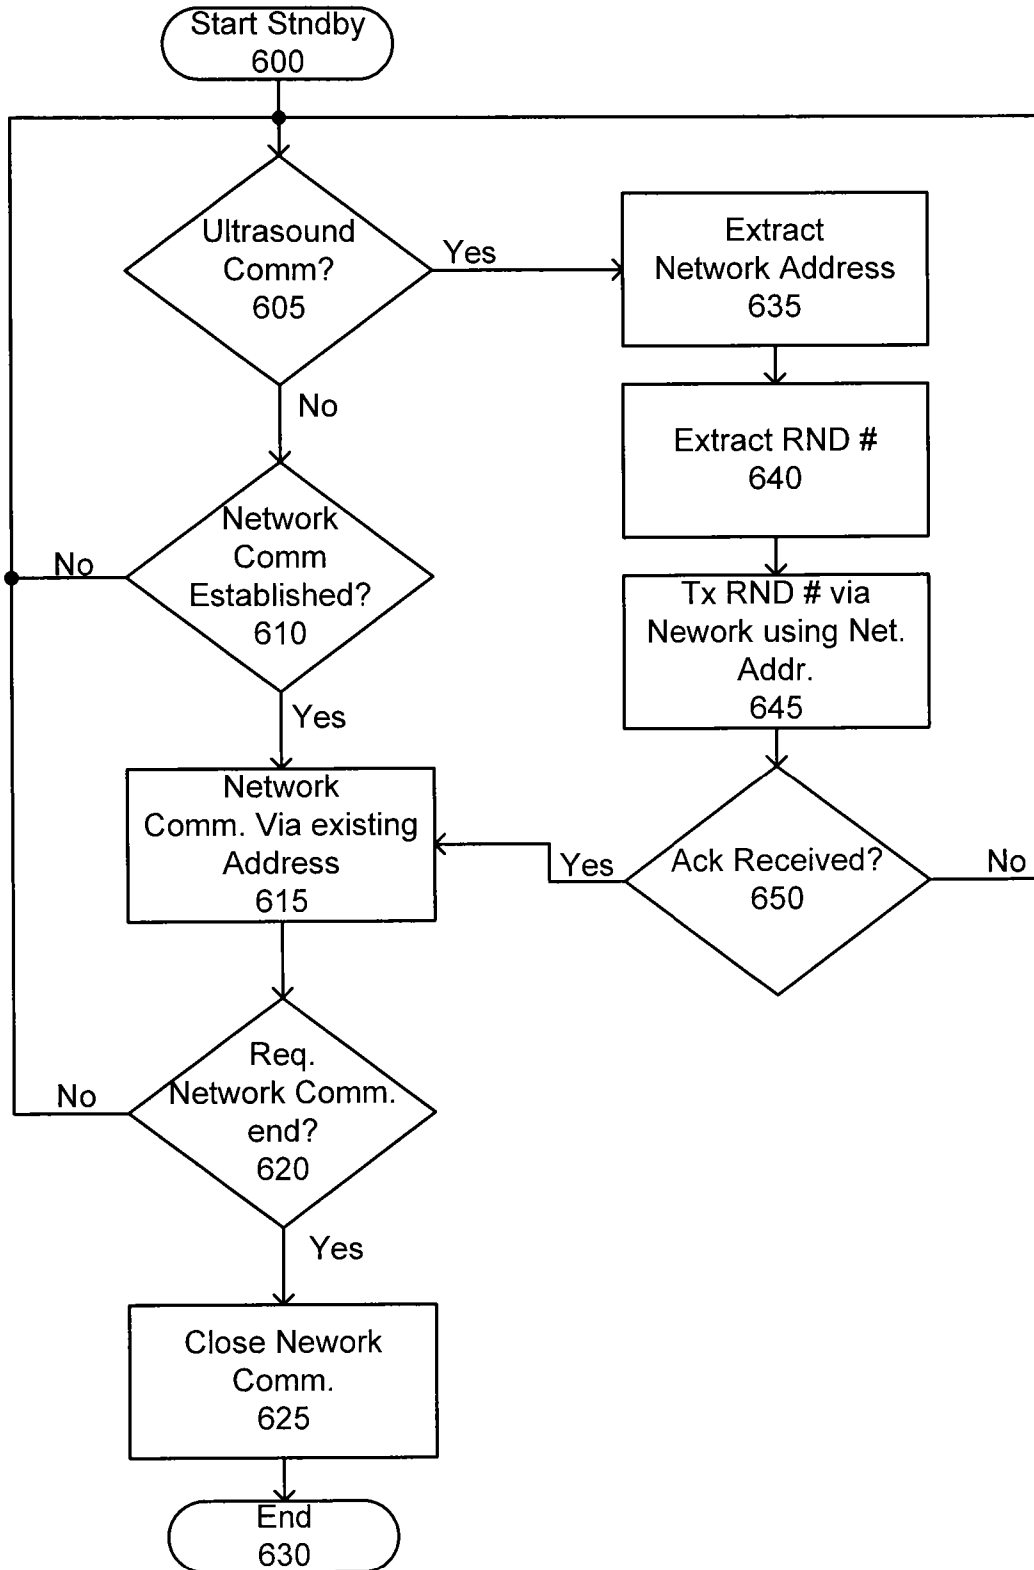 Start Stndby
600
Ultrasound
Comm?
605
Yes
No
Extract
Network Address
635
Extract RND #
640
Network
Comm
Established?
610
No
Yes
Tx RND # via
Nework using Net.
Addr.
645
Network
Comm. Via existing
Address
615
Ack Received?
650
Yes
No
Req.
Network Comm.
end?
620
No
Yes
Close Nework
Comm.
625
End
630